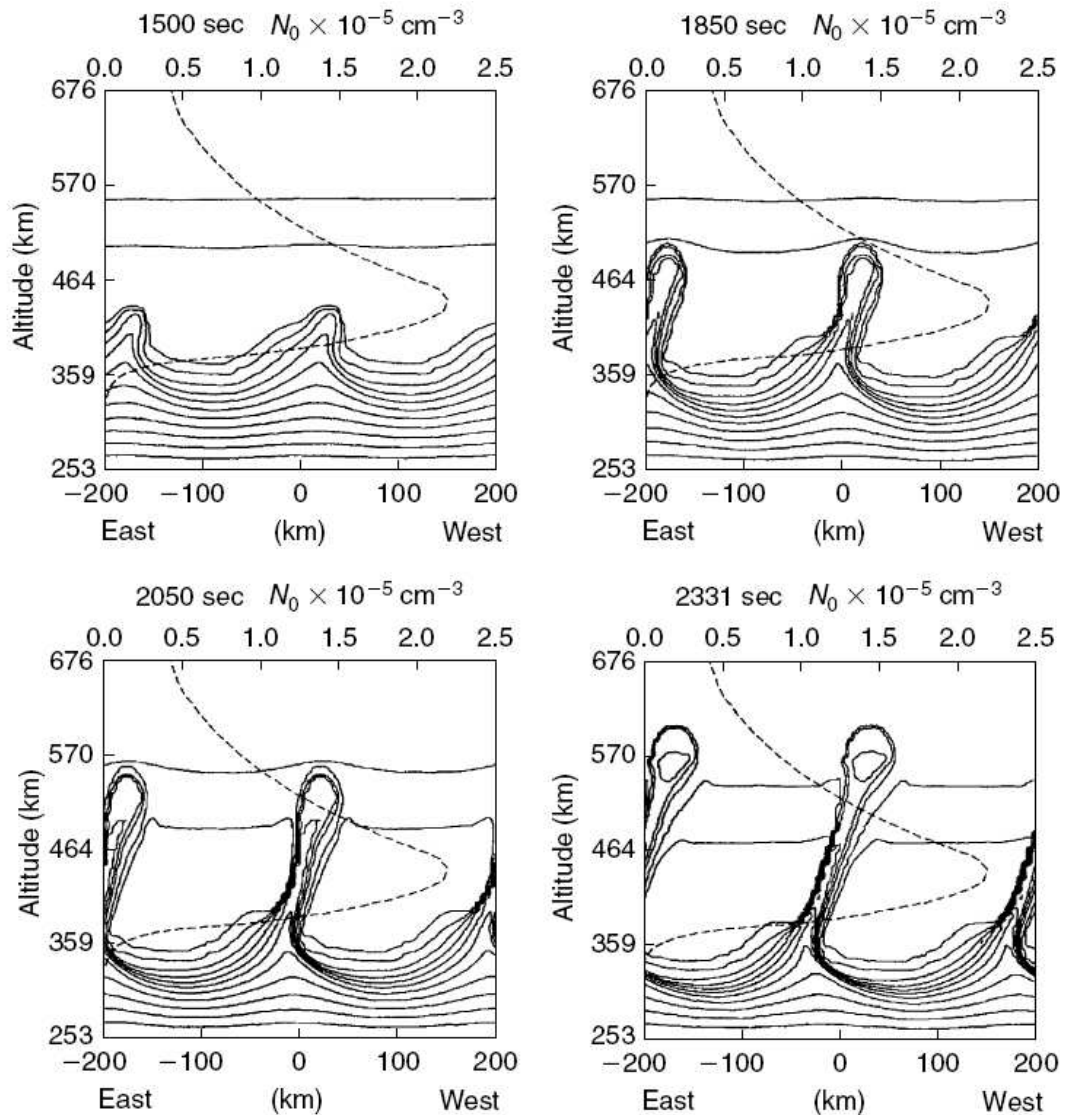 1500 sec N₀ × 10⁻⁵ cm⁻³
0.0 0.5 1.0 1.5 2.0 2.5
676
570
464
359
253
Altitude (km)
−200 −100 0 100 200
East (km) West
1850 sec N₀ × 10⁻⁵ cm⁻³
0.0 0.5 1.0 1.5 2.0 2.5
676
570
464
359
253
Altitude (km)
−200 −100 0 100 200
East (km) West
2050 sec N₀ × 10⁻⁵ cm⁻³
0.0 0.5 1.0 1.5 2.0 2.5
676
570
464
359
253
Altitude (km)
−200 −100 0 100 200
East (km) West
2331 sec N₀ × 10⁻⁵ cm⁻³
0.0 0.5 1.0 1.5 2.0 2.5
676
570
464
359
253
Altitude (km)
−200 −100 0 100 200
East (km) West